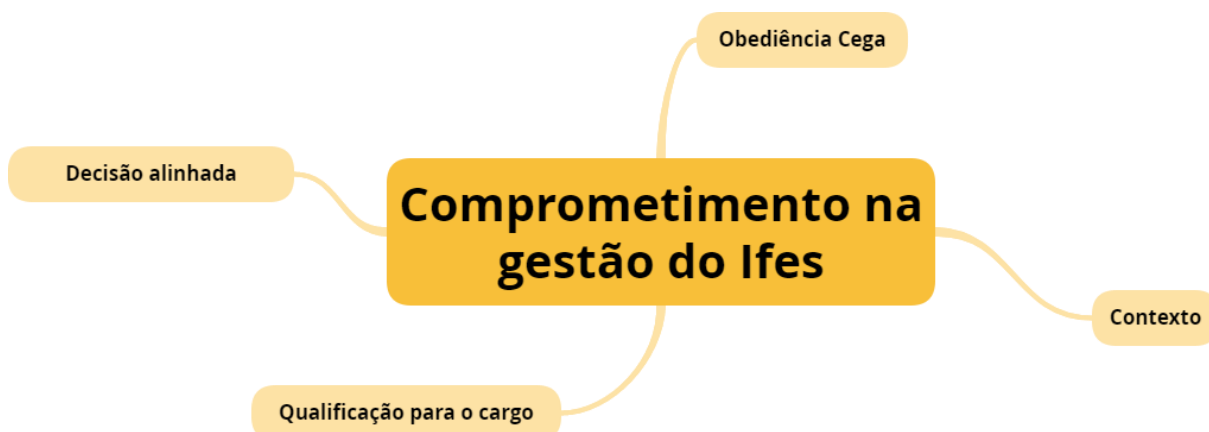 Obediência Cega
Decisão alinhada
Comprometimento na
gestão do Ifes
Contexto
Qualificação para o cargo